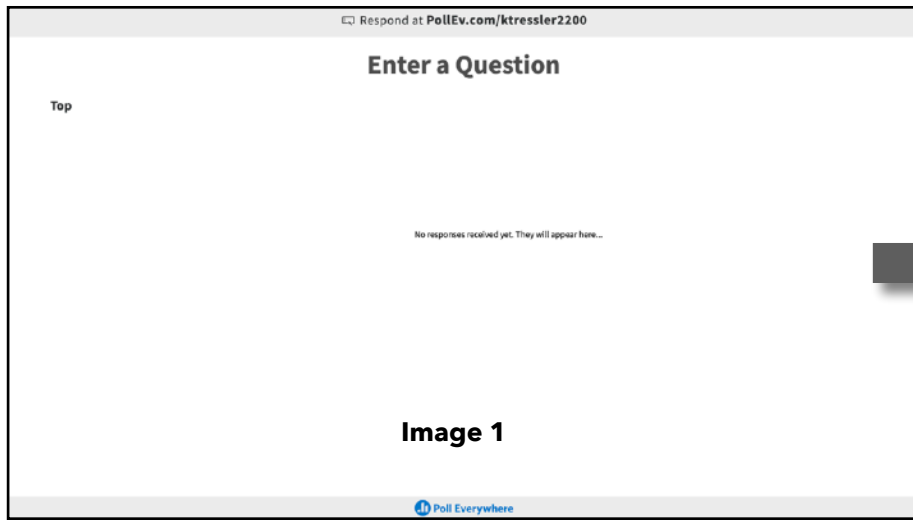 Respond at PollEv.com/ktressler2200
Enter a Question
Top
No responses received yet. They will appear here...
Image 1
Poll Everywhere